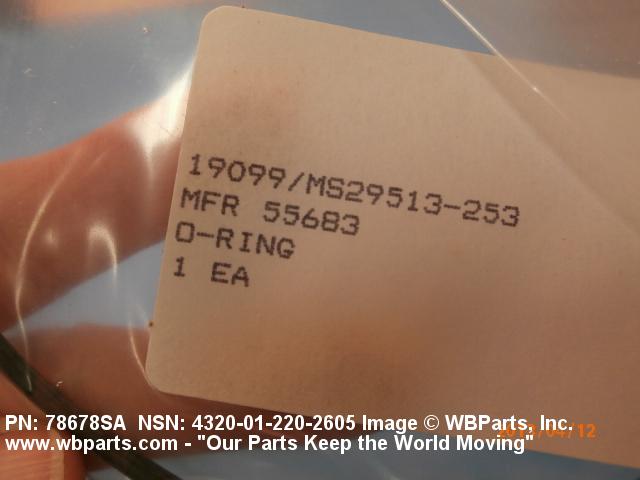 19099/MS29513-253
MFR 55683
O-RING
1 EA
PN: 78678SA NSN: 4320-01-220-2605 Image © WBParts, Inc.
www.wbparts.com - "Our Parts Keep the World Moving"